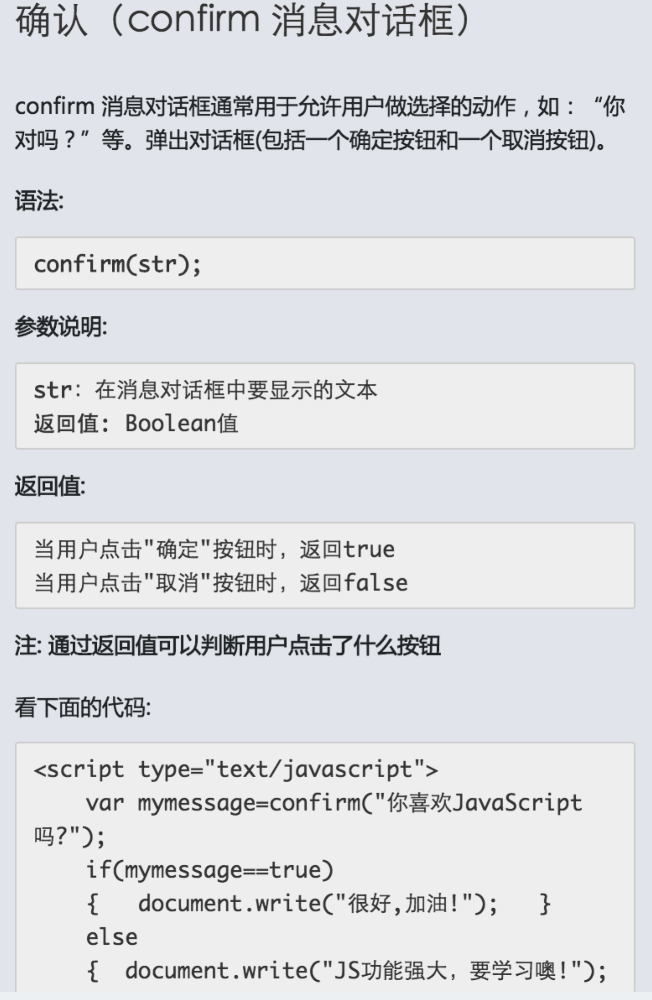 确认（confirm 消息对话框）
confirm 消息对话框通常用于允许用户做选择的动作，如：“你
对吗？”等。弹出对话框(包括一个确定按钮和一个取消按钮)。
语法:
confirm(str);
参数说明:
str：在消息对话框中要显示的文本
返回值: Boolean值
返回值:
当用户点击"确定"按钮时，返回true
当用户点击"取消"按钮时，返回false
注: 通过返回值可以判断用户点击了什么按钮
看下面的代码:
<script type="text/javascript">
    var mymessage=confirm("你喜欢JavaScript
吗?");
    if(mymessage==true)
    {   document.write("很好,加油!");   }
    else
    {  document.write("JS功能强大，要学习噢!");